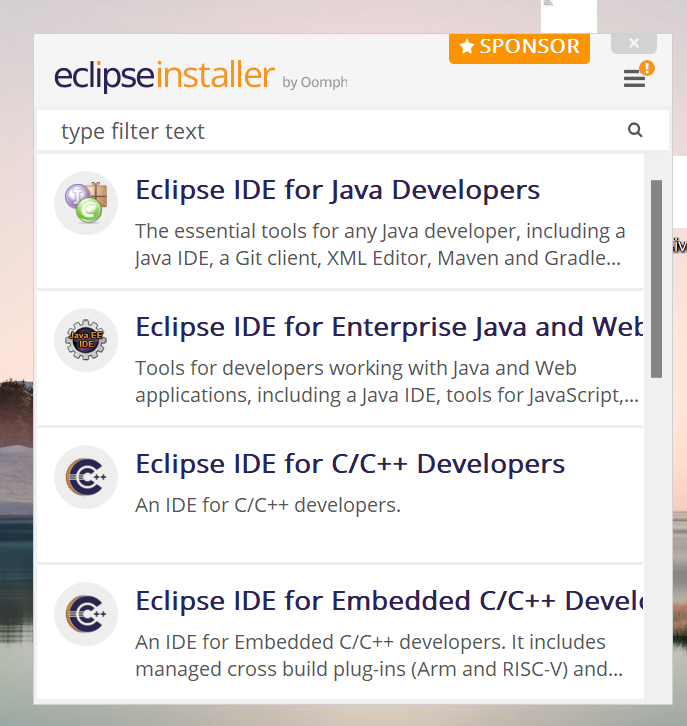 SPONSOR
eclipseinstaller by Oomph
type filter text
Eclipse IDE for Java Developers
The essential tools for any Java developer, including a
Java IDE, a Git client, XML Editor, Maven and Gradle...
Java EE
IDE
Eclipse IDE for Enterprise Java and Web
Tools for developers working with Java and Web
applications, including a Java IDE, tools for JavaScript,...
C++
Eclipse IDE for C/C++ Developers
An IDE for C/C++ developers.
C++
Eclipse IDE for Embedded C/C++ Develo
An IDE for Embedded C/C++ developers. It includes
managed cross build plug-ins (Arm and RISC-V) and...